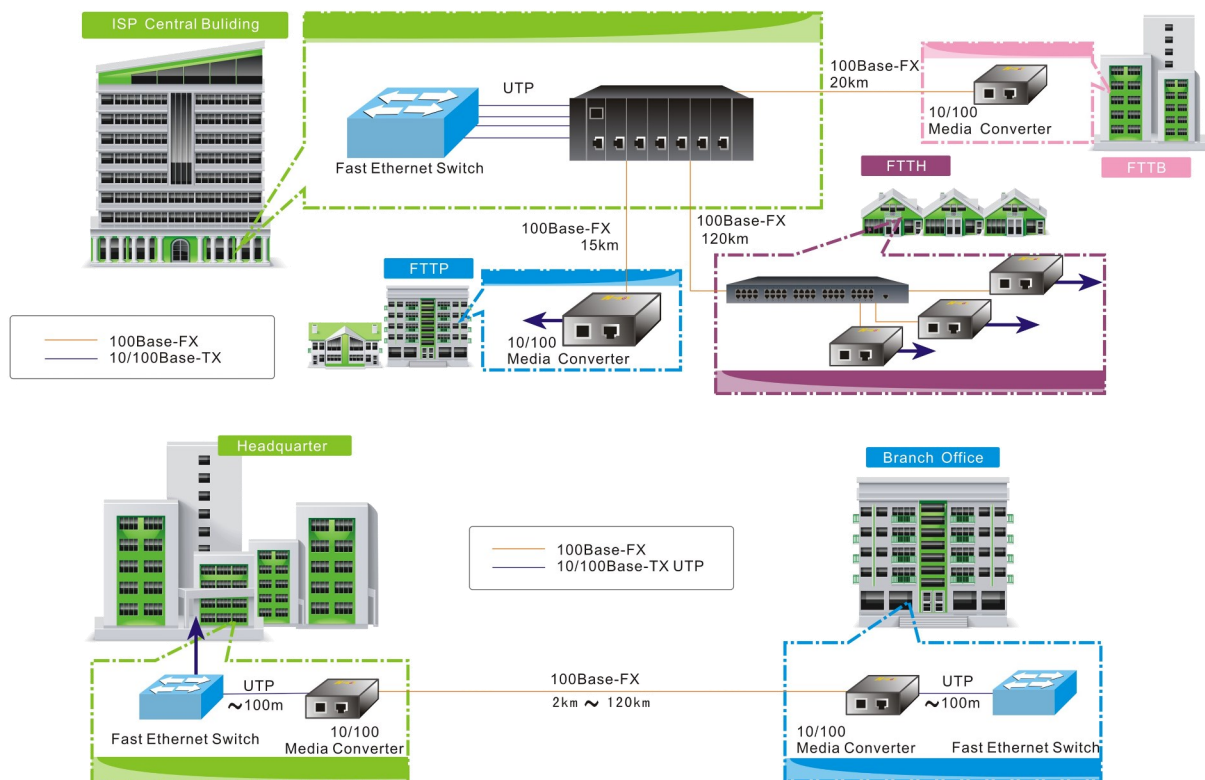 ISP Central Buliding
UTP
Fast Ethernet Switch
100Base-FX
20km
10/100
Media Converter
FTTB
FTTH
100Base-FX
15km
100Base-FX
120km
FTTP
10/100
Media Converter
100Base-FX
10/100Base-TX
Headquarter
Branch Office
100Base-FX
10/100Base-TX UTP
UTP
~100m
Fast Ethernet Switch
10/100
Media Converter
100Base-FX
2km ~ 120km
UTP
~100m
10/100
Media Converter
Fast Ethernet Switch